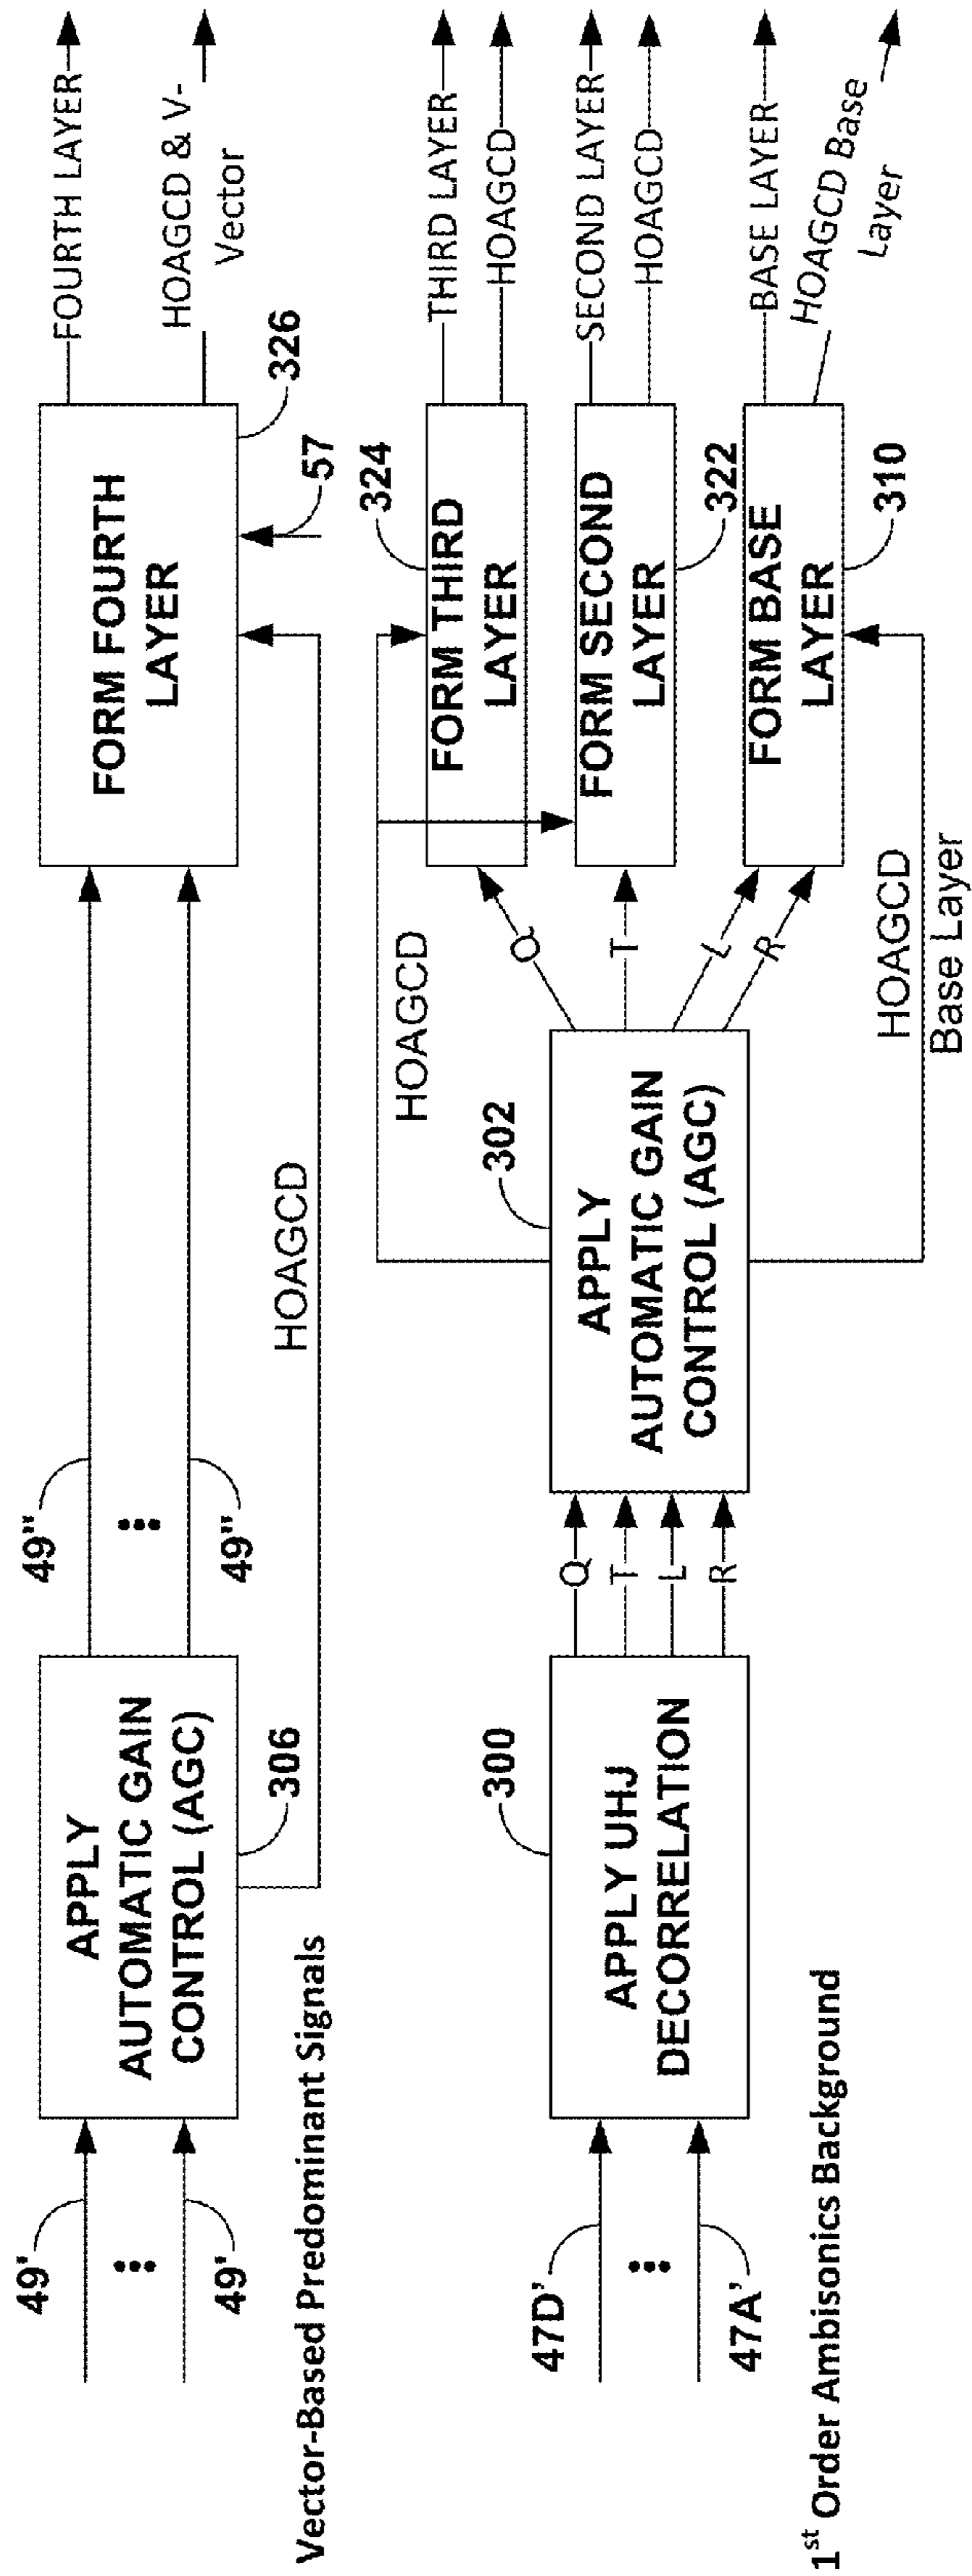 49'
49'
APPLY
AUTOMATIC GAIN
CONTROL (AGC)
306
49"
49"
HOAGCD
FORM FOURTH
LAYER
326
57
FOURTH LAYER
HOAGCD & V-
Vector
Vector-Based Predominant Signals
47D'
47A'
APPLY UHJ
DECORRELATION
300
Q
T
L
R
APPLY
AUTOMATIC GAIN
CONTROL (AGC)
302
HOAGCD
Q
T
L
R
HOAGCD
Base Layer
FORM THIRD
LAYER
324
FORM SECOND
LAYER
322
FORM BASE
LAYER
310
THIRD LAYER
HOAGCD
SECOND LAYER
HOAGCD
BASE LAYER
HOAGCD Base
Layer
1st Order Ambisonics Background